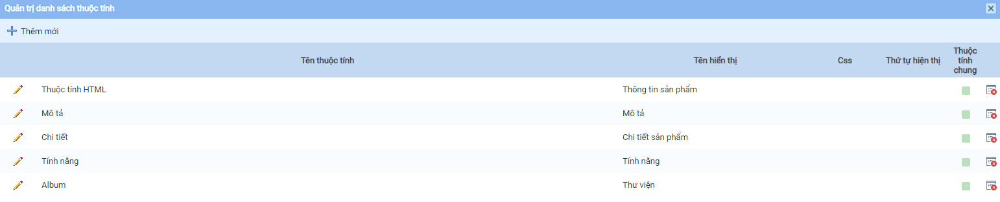 Quản trị danh sách thuộc tính
Thêm mới
Tên thuộc tính Tên hiển thị Css Thứ tự hiện thị Thuộc tính chung
Thuộc tính HTML Thông tin sản phẩm
Mô tả Mô tả
Chi tiết Chi tiết sản phẩm
Tính năng Tính năng
Album Thư viện